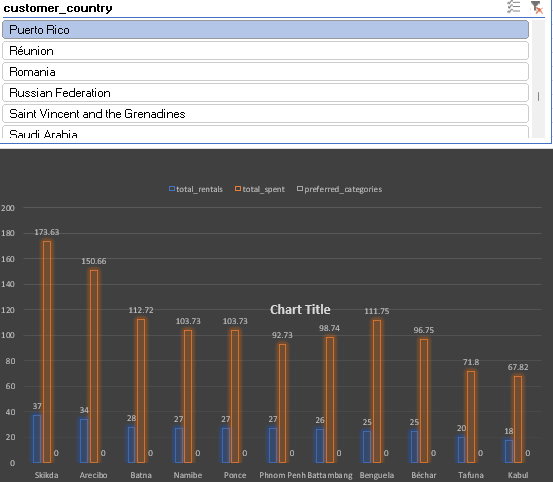 customer_country
Puerto Rico
Réunion
Romania
Russian Federation
Saint Vincent and the Grenadines
Saudi Arabia
total_rentals total_spent preferred_categories
200
180
173.63
160
150.66
140
120
112.72 103.73 103.73 92.73 98.74 111.75 96.75
Chart Title
100
80
71.8 67.82
60
40
37 34 28 27 27 27 26 25 25 20 18
20
0 0 0 0 0 0 0 0 0 0 0 0
Skikda Arecibo Batna Namibe Ponce Phnom Penh Battambang Benguela Béchar Tafuna Kabul